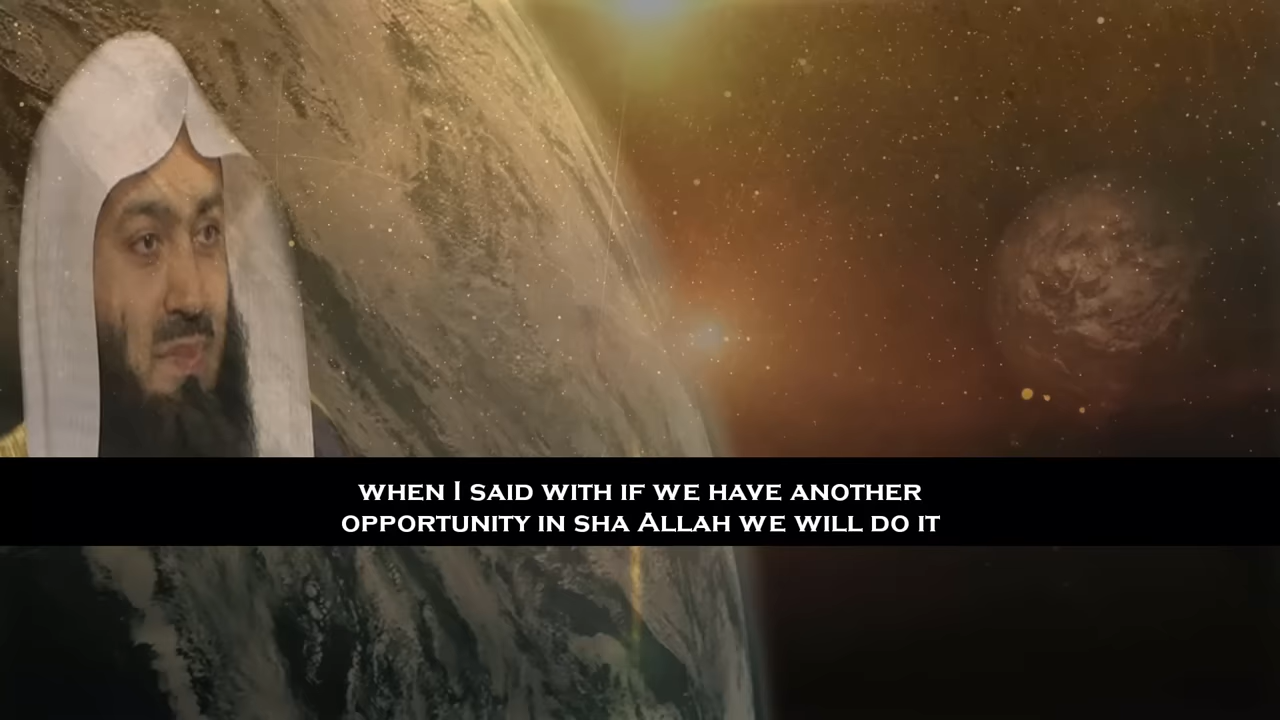 WHEN I SAID WITH IF WE HAVE ANOTHER
OPPORTUNITY IN SHA ALLAH WE WILL DO IT